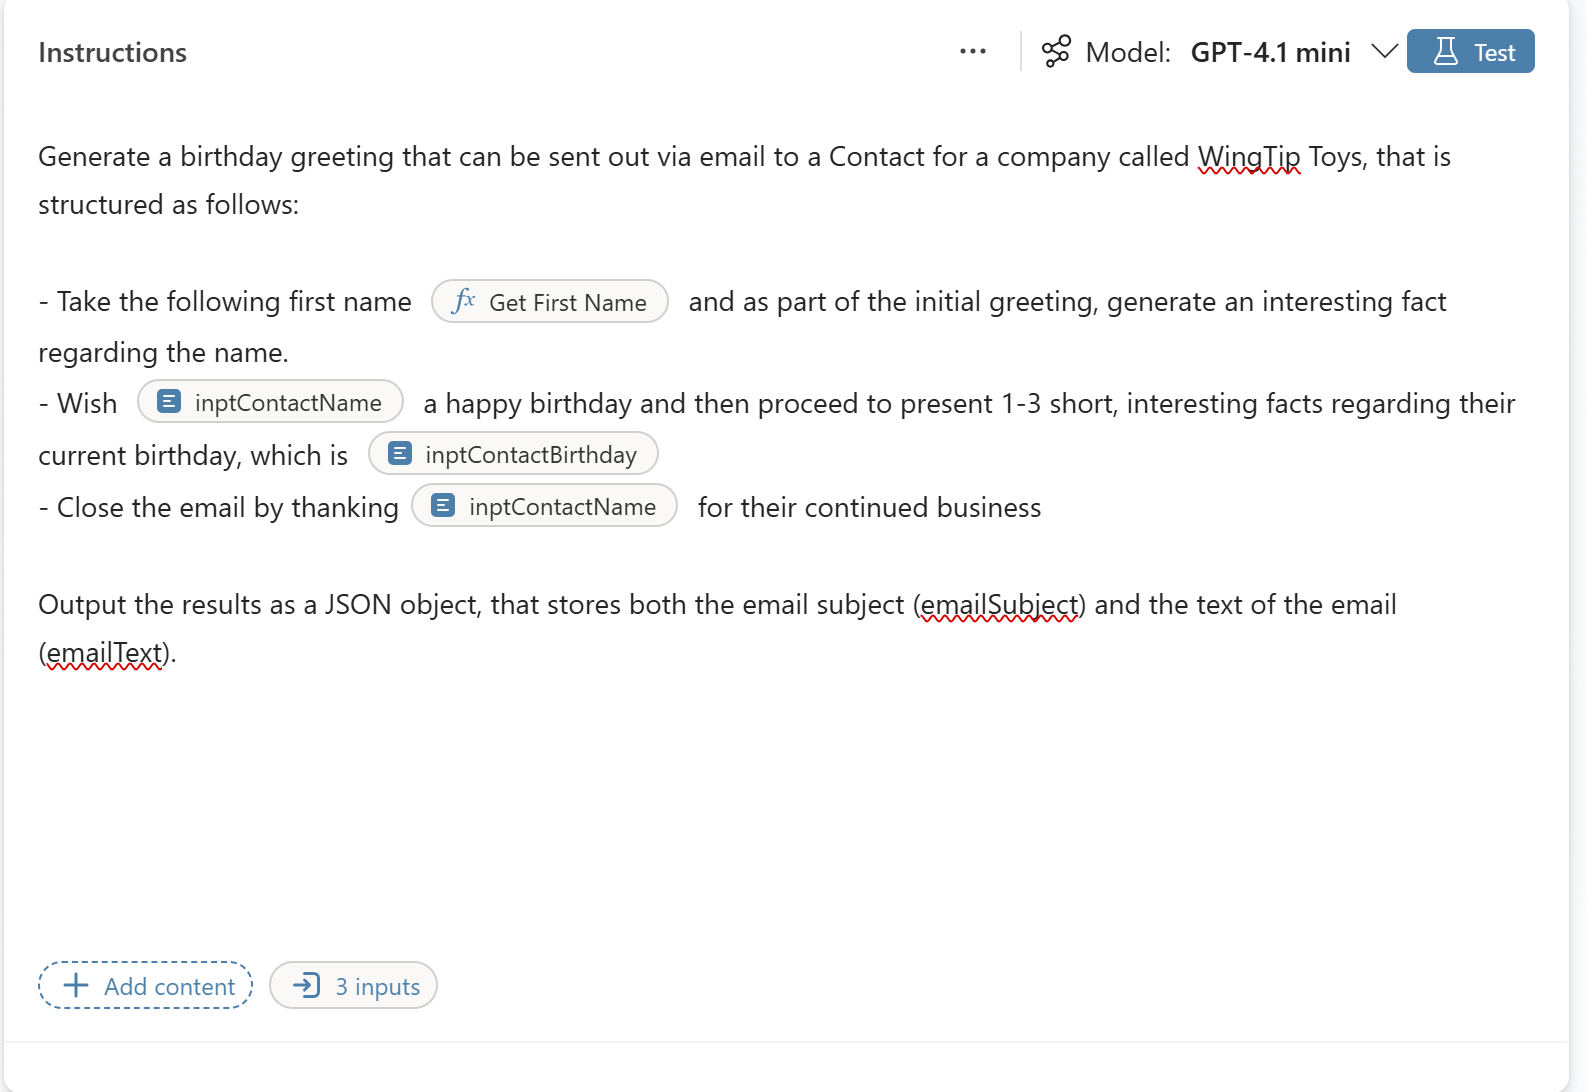 Instructions
... Model: GPT-4.1 mini Test
Generate a birthday greeting that can be sent out via email to a Contact for a company called WingTip Toys, that is
structured as follows:
- Take the following first name fx Get First Name and as part of the initial greeting, generate an interesting fact
regarding the name.
- Wish inptContactName a happy birthday and then proceed to present 1-3 short, interesting facts regarding their
current birthday, which is inptContactBirthday
- Close the email by thanking inptContactName for their continued business
Output the results as a JSON object, that stores both the email subject (emailSubject) and the text of the email
(emailText).
+ Add content 3 inputs